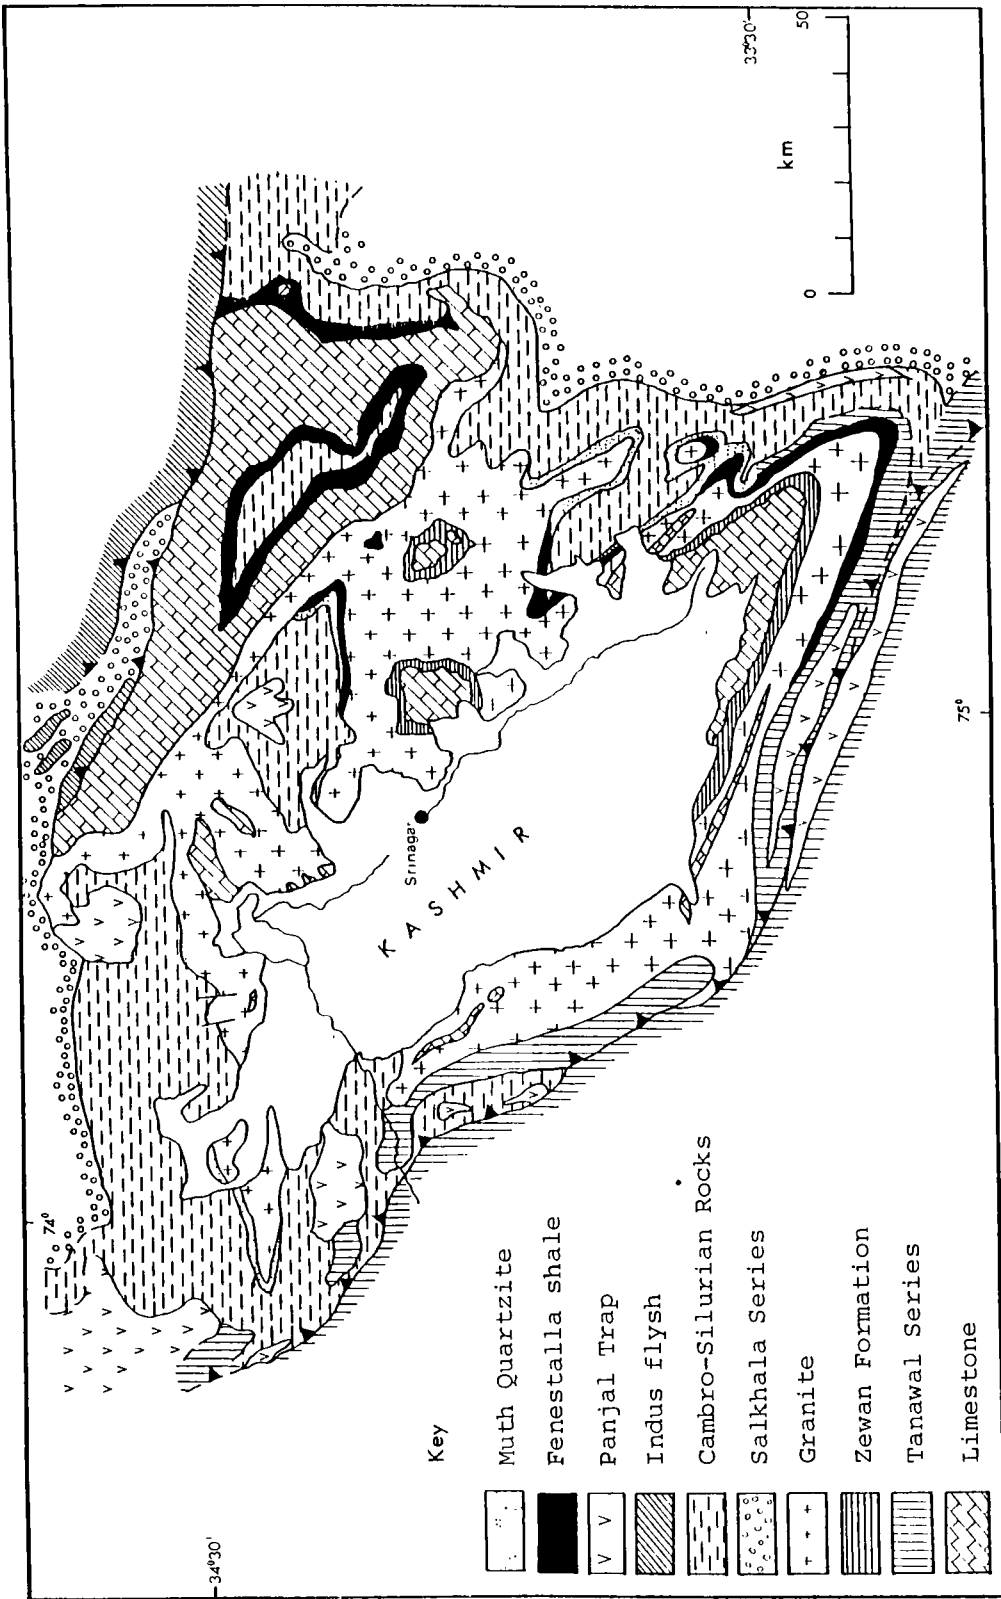 34°30'
74°
75°
33°30'
Srinagar
KASHMIR
km
0
50
Key
Muth Quartzite
Fenestalla shale
Panjal Trap
Indus flysh
Cambro-Silurian Rocks
Salkhala Series
Granite
Zewan Formation
Tanawal Series
Limestone